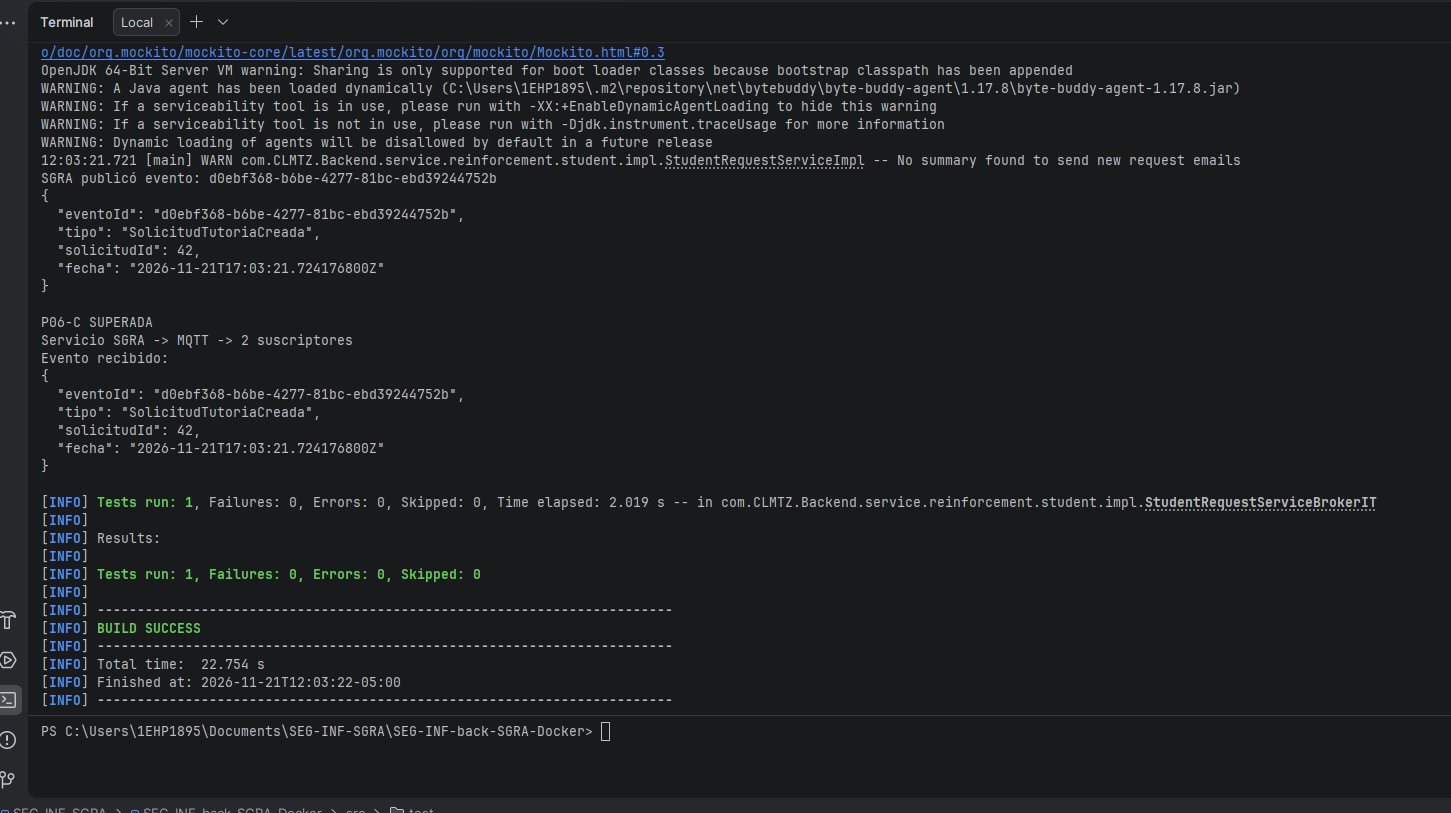 Terminal Local
o/doc/org.mockito/mockito-core/latest/org.mockito/org/mockito/Mockito.html#0.3
OpenJDK 64-Bit Server VM warning: Sharing is only supported for boot loader classes because bootstrap classpath has been appended
WARNING: A Java agent has been loaded dynamically (C:\Users\1EHP1895\.m2\repository\net\bytebuddy\byte-buddy-agent\1.17.8\byte-buddy-agent-1.17.8.jar)
WARNING: If a serviceability tool is in use, please run with -XX:+EnableDynamicAgentLoading to hide this warning
WARNING: If a serviceability tool is not in use, please run with -Djdk.instrument.traceUsage for more information
WARNING: Dynamic loading of agents will be disallowed by default in a future release
12:03:21.721 [main] WARN com.CLMTZ.Backend.service.reinforcement.student.impl.StudentRequestServiceImpl -- No summary found to send new request emails
SGRA publicó evento: d0ebf368-b6be-4277-81bc-ebd39244752b
{
  "eventoId": "d0ebf368-b6be-4277-81bc-ebd39244752b",
  "tipo": "SolicitudTutoriaCreada",
  "solicitudId": 42,
  "fecha": "2026-11-21T17:03:21.724176800Z"
}
P06-C SUPERADA
Servicio SGRA -> MQTT -> 2 suscriptores
Evento recibido:
{
  "eventoId": "d0ebf368-b6be-4277-81bc-ebd39244752b",
  "tipo": "SolicitudTutoriaCreada",
  "solicitudId": 42,
  "fecha": "2026-11-21T17:03:21.724176800Z"
}
[INFO] Tests run: 1, Failures: 0, Errors: 0, Skipped: 0, Time elapsed: 2.019 s -- in com.CLMTZ.Backend.service.reinforcement.student.impl.StudentRequestServiceBrokerIT
[INFO]
[INFO] Results:
[INFO]
[INFO] Tests run: 1, Failures: 0, Errors: 0, Skipped: 0
[INFO]
[INFO] ------------------------------------------------------------------------
[INFO] BUILD SUCCESS
[INFO] ------------------------------------------------------------------------
[INFO] Total time:  22.754 s
[INFO] Finished at: 2026-11-21T12:03:22-05:00
[INFO] ------------------------------------------------------------------------
PS C:\Users\1EHP1895\Documents\SEG-INF-SGRA\SEG-INF-back-SGRA-Docker>
SEG-INF-SGRA > SEG-INF-back-SGRA-Docker > src > test